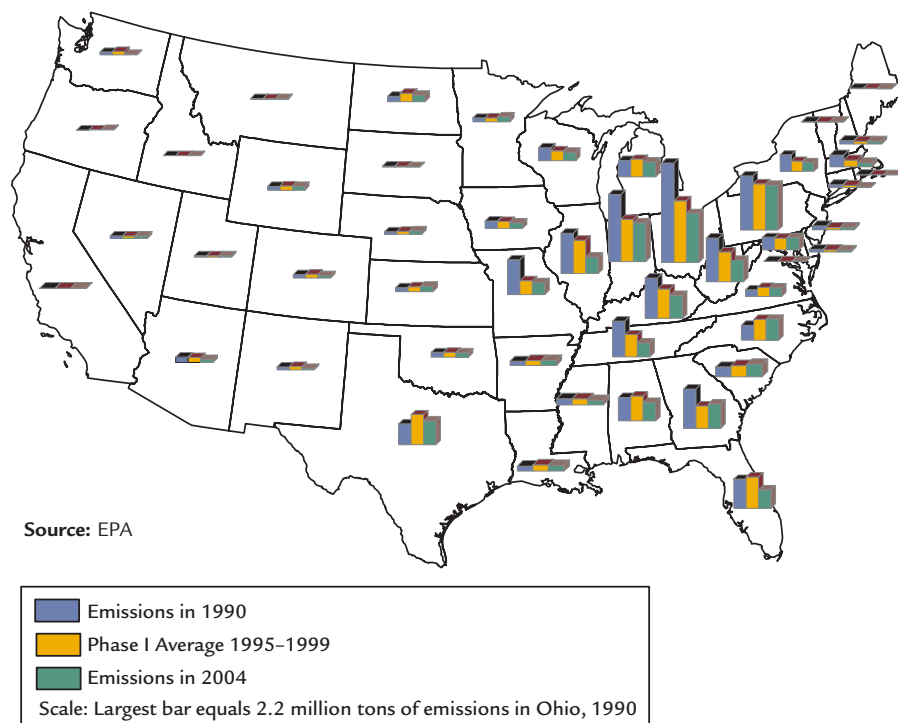 Source: EPA
Emissions in 1990
Phase I Average 1995–1999
Emissions in 2004
Scale: Largest bar equals 2.2 million tons of emissions in Ohio, 1990